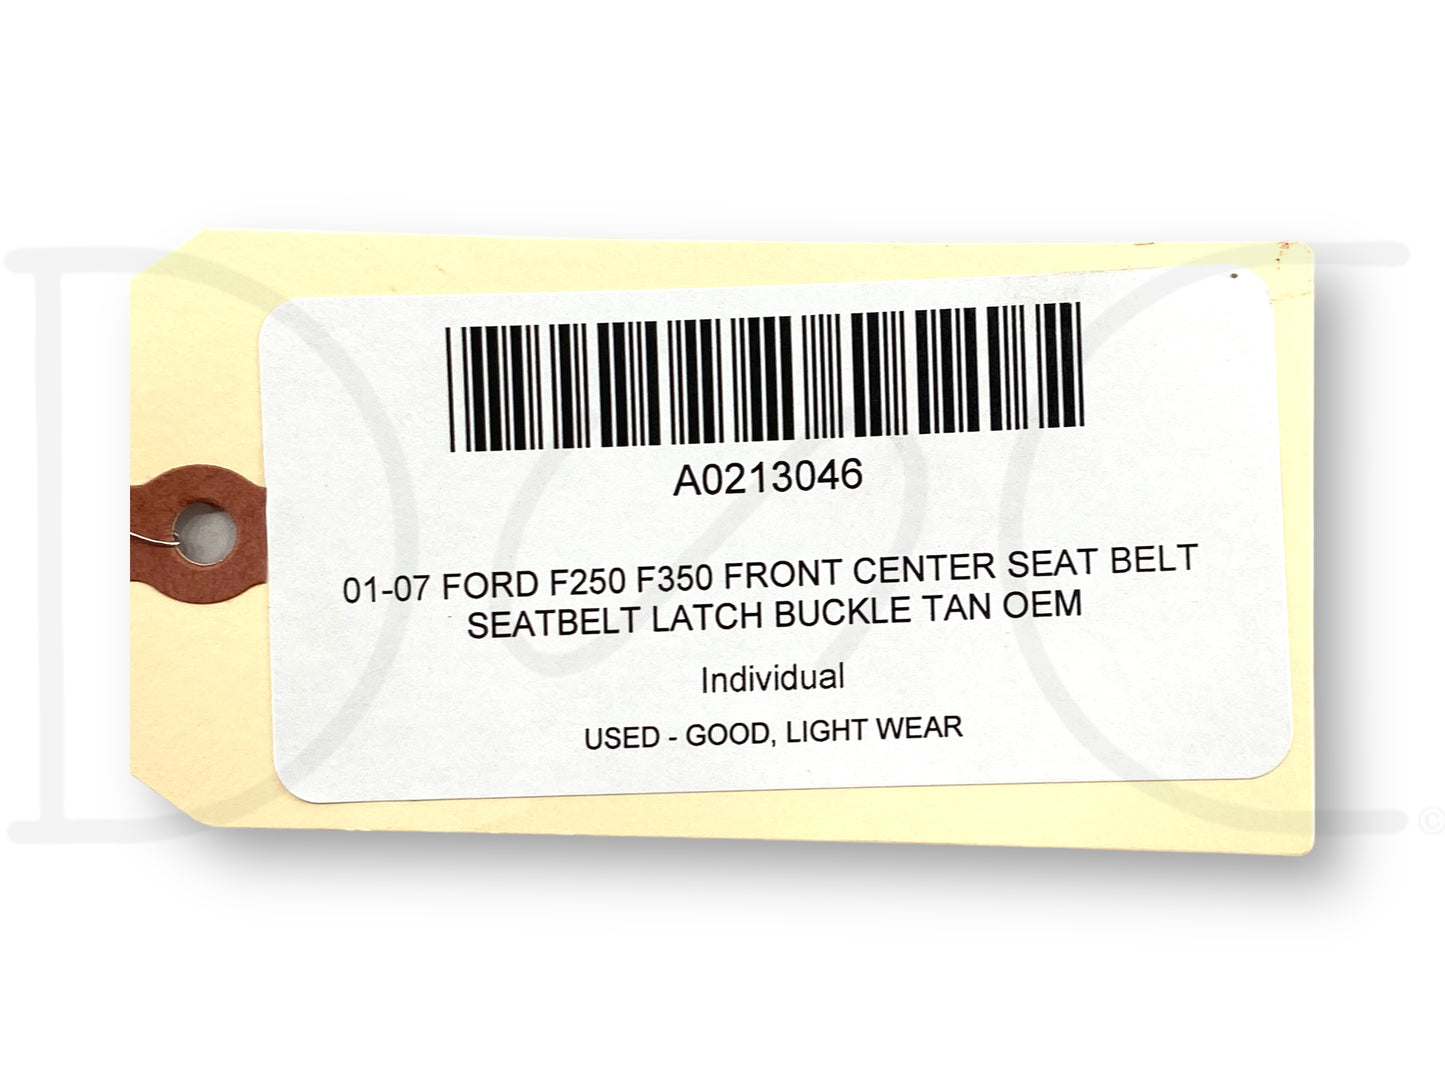 A0213046
01-07 FORD F250 F350 FRONT CENTER SEAT BELT
SEATBELT LATCH BUCKLE TAN OEM
Individual
USED - GOOD, LIGHT WEAR
©